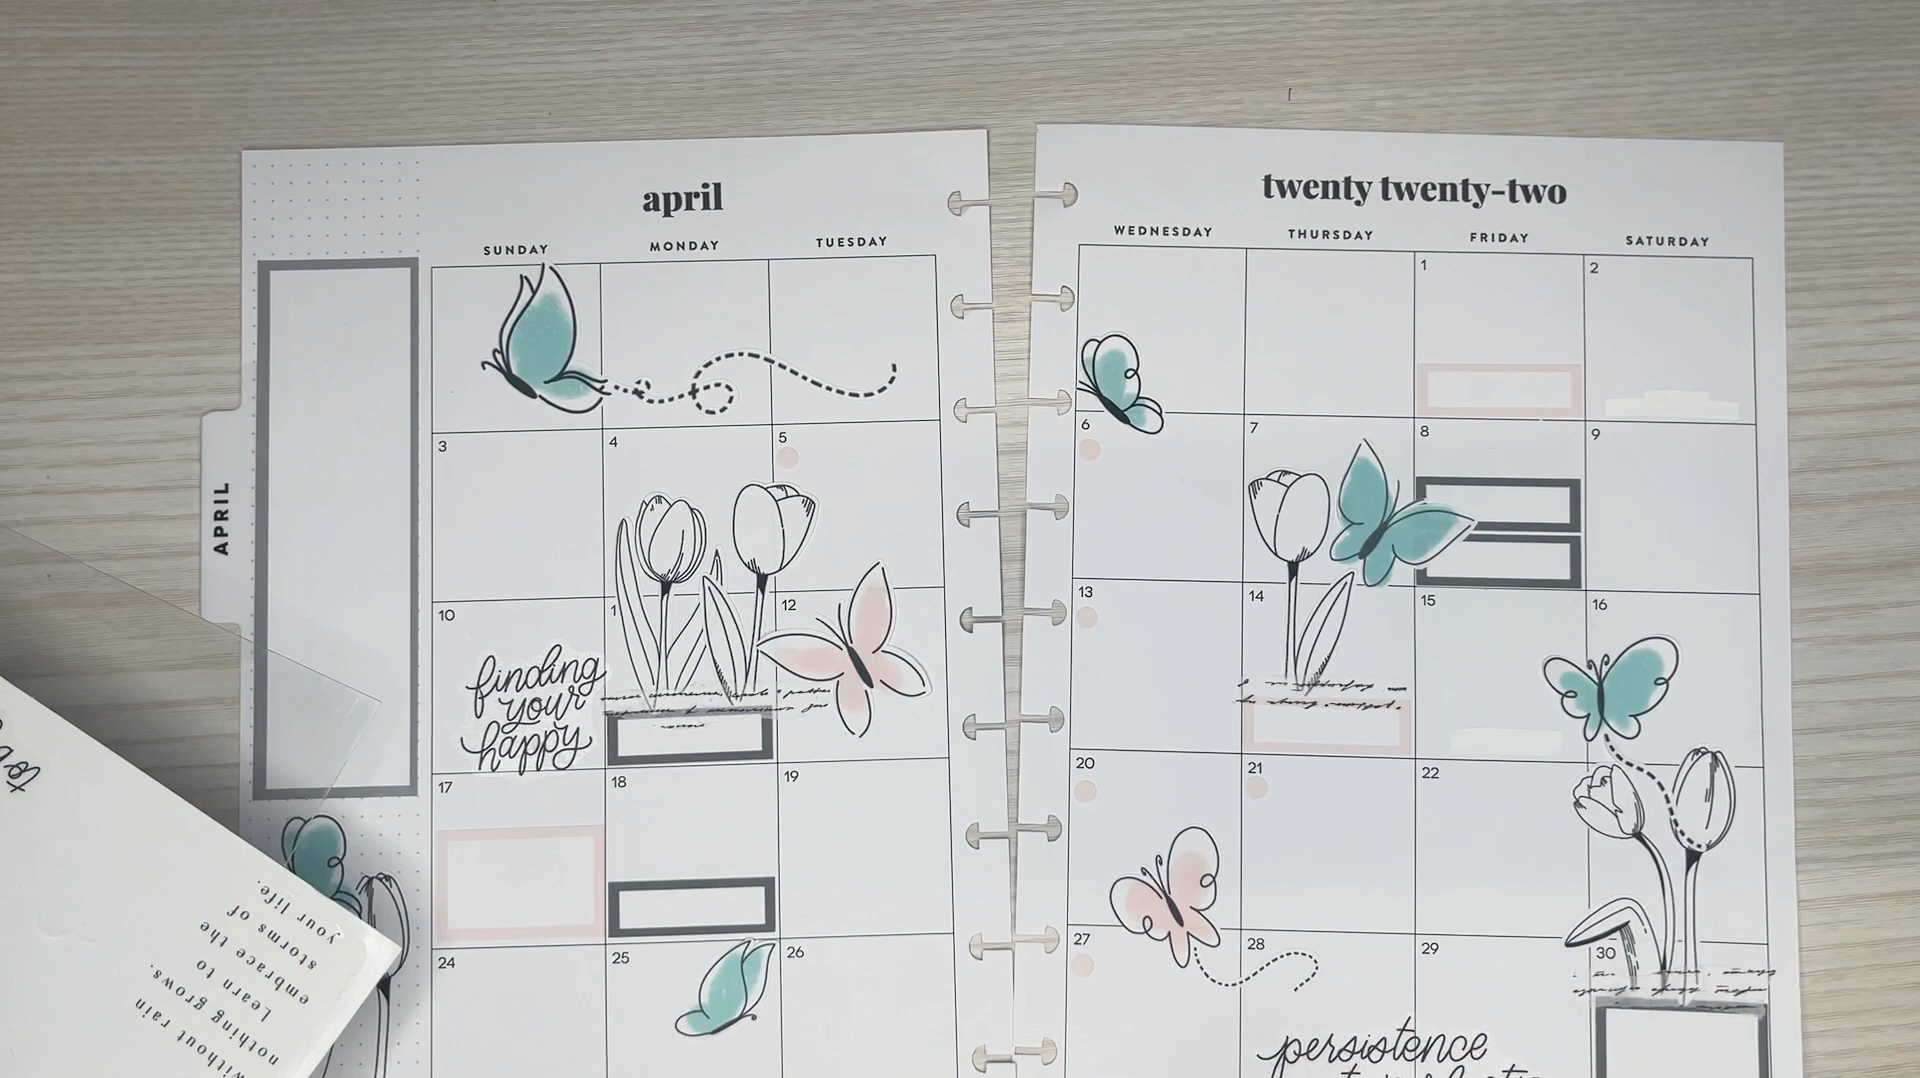 april
twenty twenty-two
SUNDAY MONDAY TUESDAY
WEDNESDAY THURSDAY FRIDAY SATURDAY
1 2
APRIL
3 4 5
6 7 8 9
10 12
13 14 15 16
finding
your
happy
17 18 19
20 21 22
24 25 26
27 28 29 30
persistence
without rain
nothing grows.
Learn to
embrace the
storms of
your life.